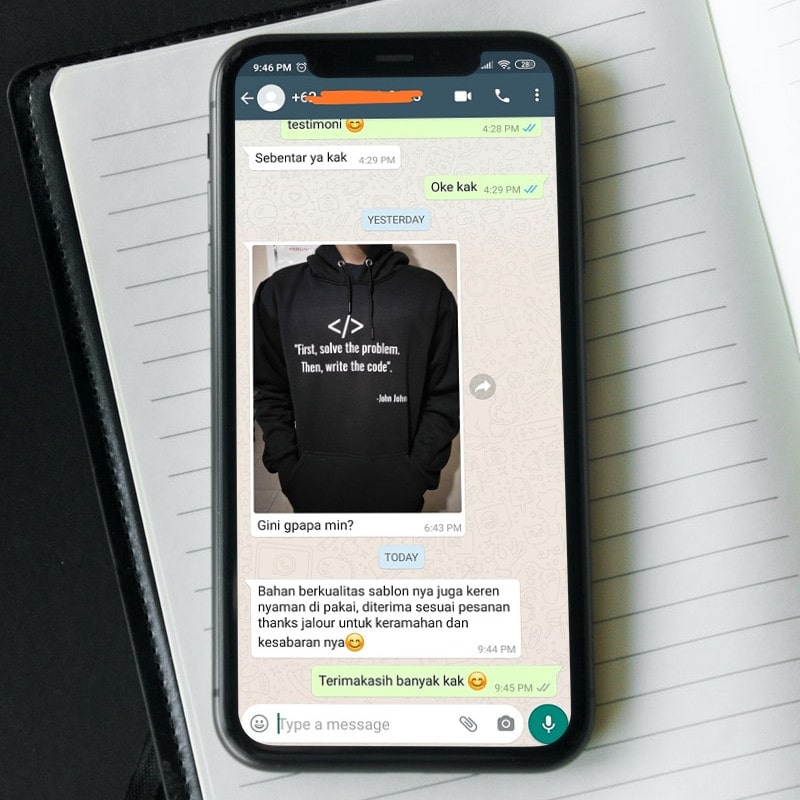 9:46 PM
28
+62
testimoni 😊
4:28 PM
Sebentar ya kak 4:29 PM
Oke kak 4:29 PM
YESTERDAY
</>
"First, solve the problem.
Then, write the code".
-John John
Gini gpapa min?
6:43 PM
TODAY
Bahan berkualitas sablon nya juga keren
nyaman di pakai, diterima sesuai pesanan
thanks jalour untuk keramahan dan
kesabaran nya😊
9:44 PM
Terimakasih banyak kak 😊 9:45 PM
Type a message